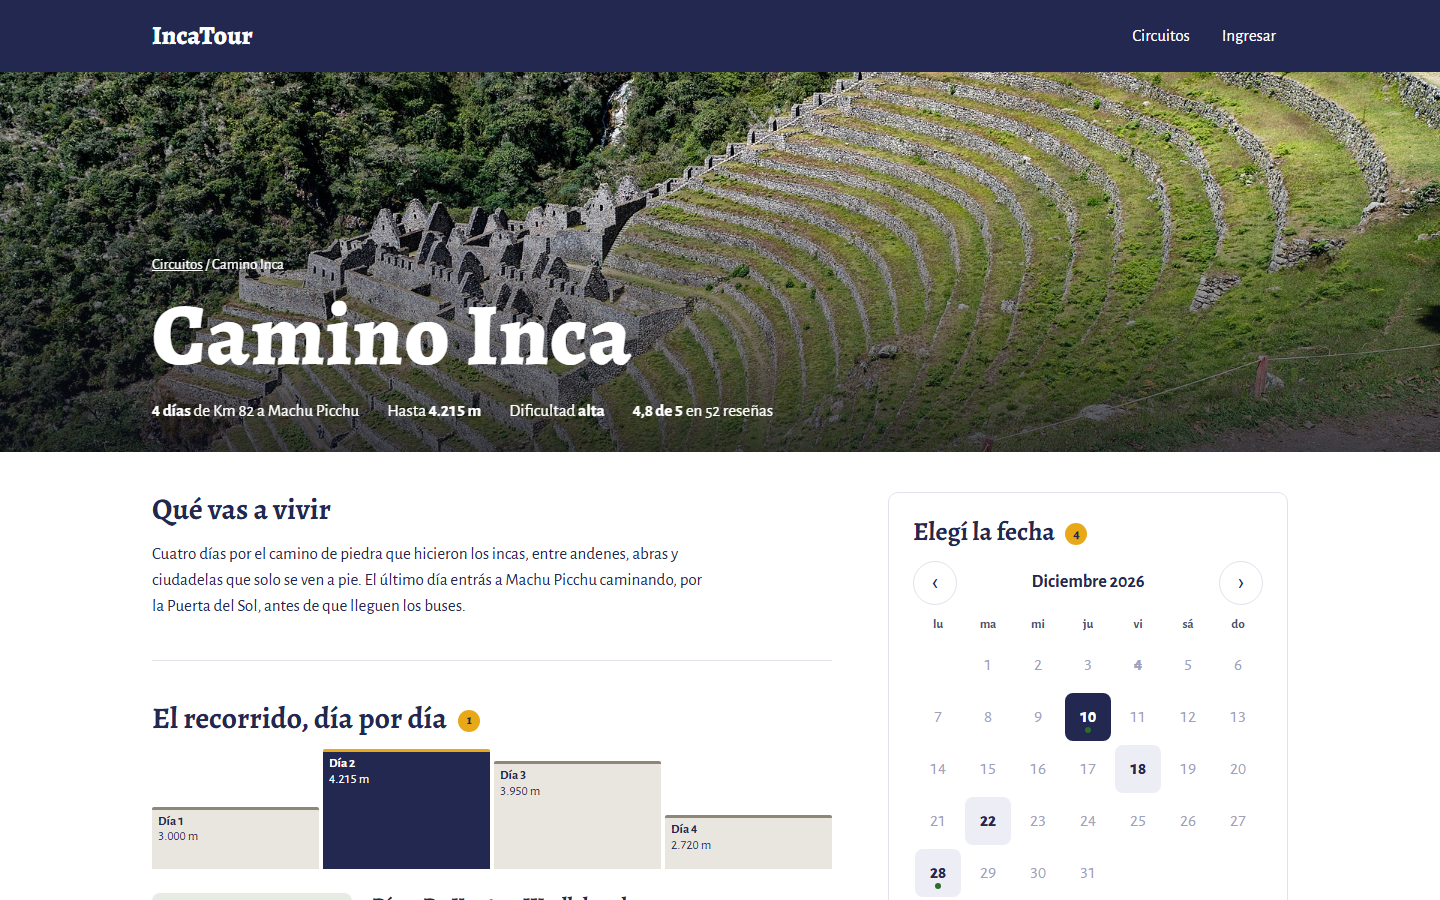 IncaTour
Circuitos Ingresar
Circuitos / Camino Inca
Camino Inca
4 días de Km 82 a Machu Picchu Hasta 4.215 m Dificultad alta 4,8 de 5 en 52 reseñas
Qué vas a vivir
Cuatro días por el camino de piedra que hicieron los incas, entre andenes, abras y
ciudadelas que solo se ven a pie. El último día entrás a Machu Picchu caminando, por
la Puerta del Sol, antes de que lleguen los buses.
El recorrido, día por día 1
Día 1
3.000 m
Día 2
4.215 m
Día 3
3.950 m
Día 4
2.720 m
Elegí la fecha 4
‹ Diciembre 2026 ›
lu ma mi ju vi sá do
1 2 3 4 5 6
7 8 9 10 11 12 13
14 15 16 17 18 19 20
21 22 23 24 25 26 27
28 29 30 31